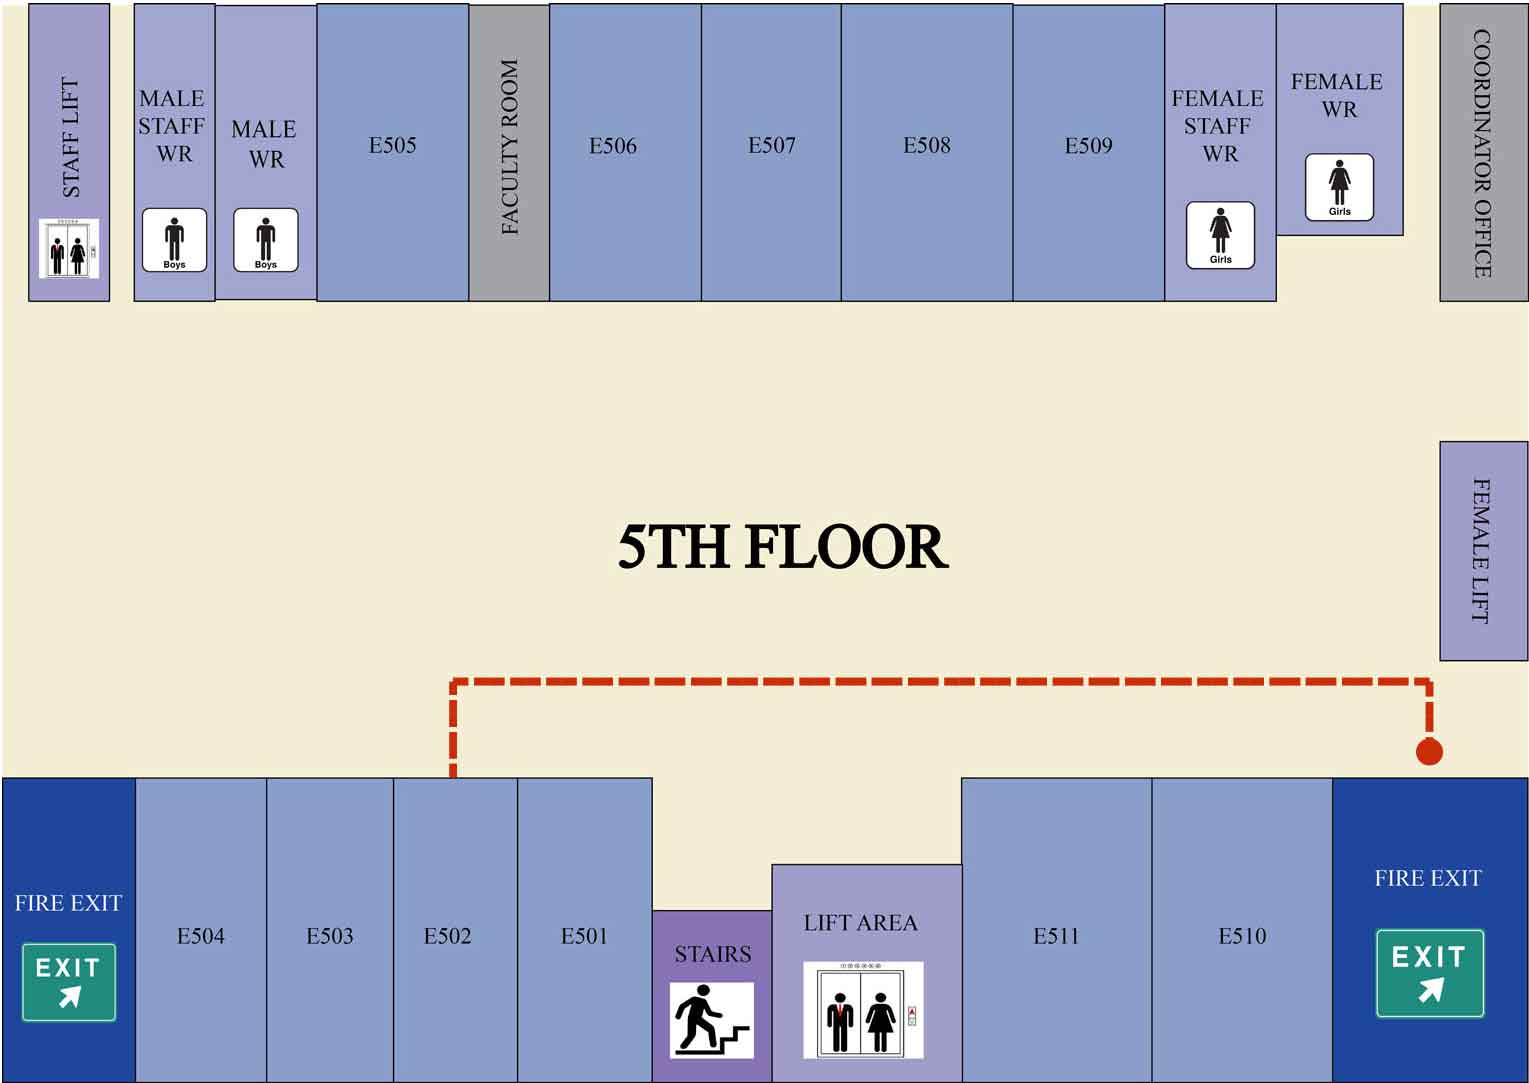 STAFF LIFT
MALE
STAFF
WR
Boys
MALE
WR
Boys
E505
FACULTY ROOM
E506
E507
E508
E509
FEMALE
STAFF
WR
Girls
FEMALE
WR
Girls
COORDINATOR OFFICE
FEMALE LIFT
5TH FLOOR
FIRE EXIT
EXIT
E504
E503
E502
E501
STAIRS
LIFT AREA
E511
E510
FIRE EXIT
EXIT